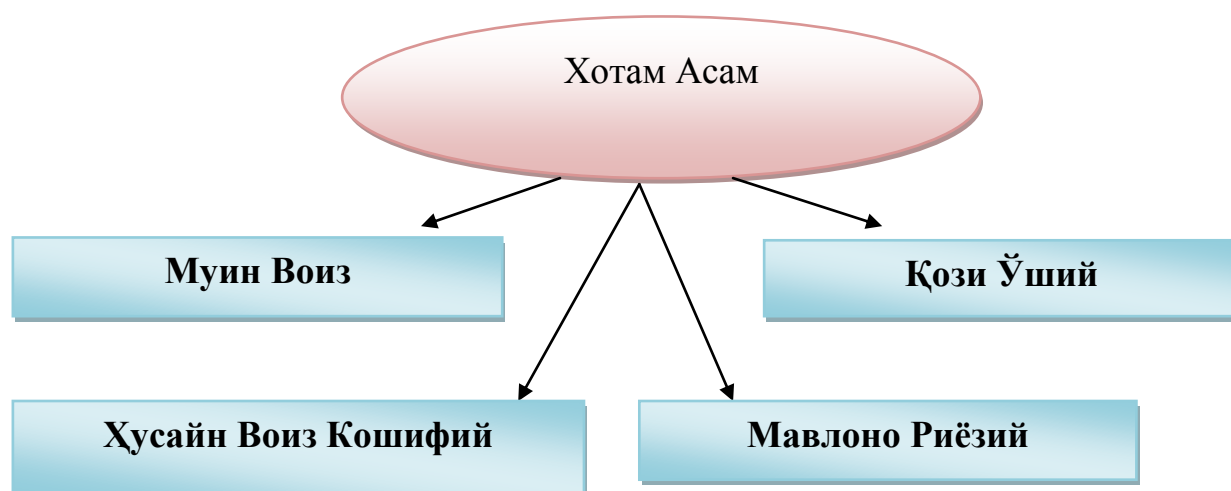 Хотам Асам
Муин Воиз
Қози Ўший
Ҳусайн Воиз Кошифий
Мавлоно Риёзий